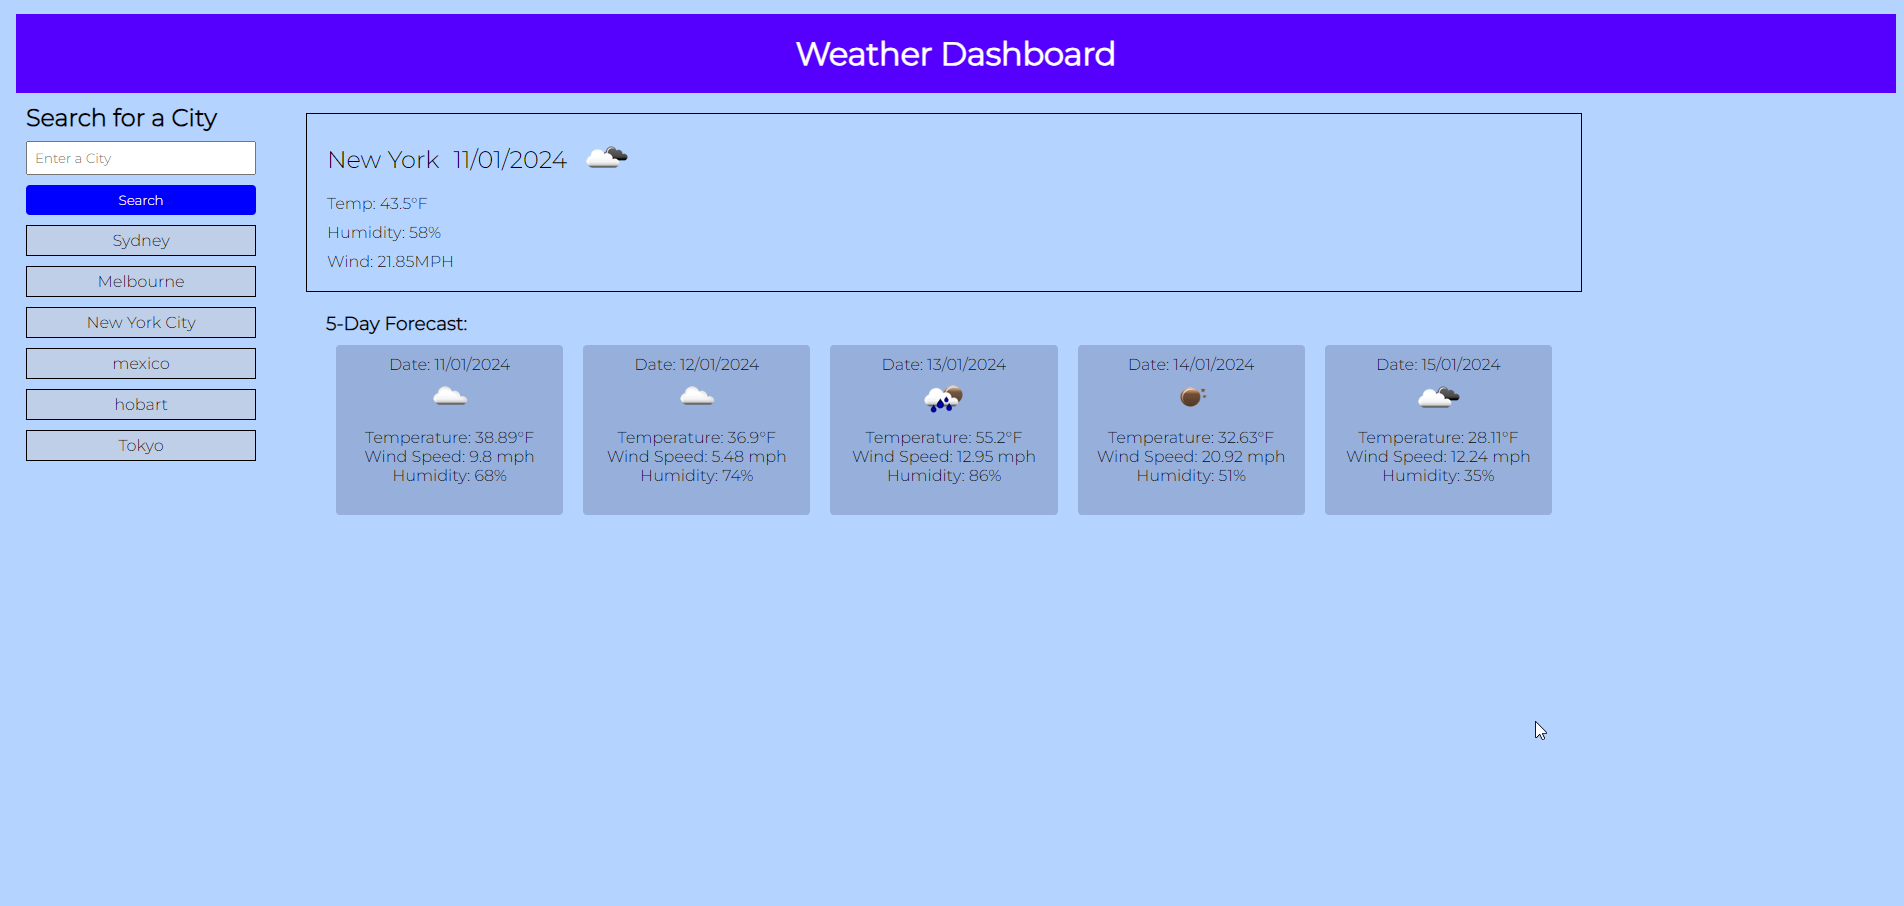 Weather Dashboard
Search for a City
Enter a City
Search
Sydney
Melbourne
New York City
mexico
hobart
Tokyo
New York 11/01/2024
Temp: 43.5°F
Humidity: 58%
Wind: 21.85MPH
5-Day Forecast:
Date: 11/01/2024
Temperature: 38.89°F
Wind Speed: 9.8 mph
Humidity: 68%
Date: 12/01/2024
Temperature: 36.9°F
Wind Speed: 5.48 mph
Humidity: 74%
Date: 13/01/2024
Temperature: 55.2°F
Wind Speed: 12.95 mph
Humidity: 86%
Date: 14/01/2024
Temperature: 32.63°F
Wind Speed: 20.92 mph
Humidity: 51%
Date: 15/01/2024
Temperature: 28.11°F
Wind Speed: 12.24 mph
Humidity: 35%